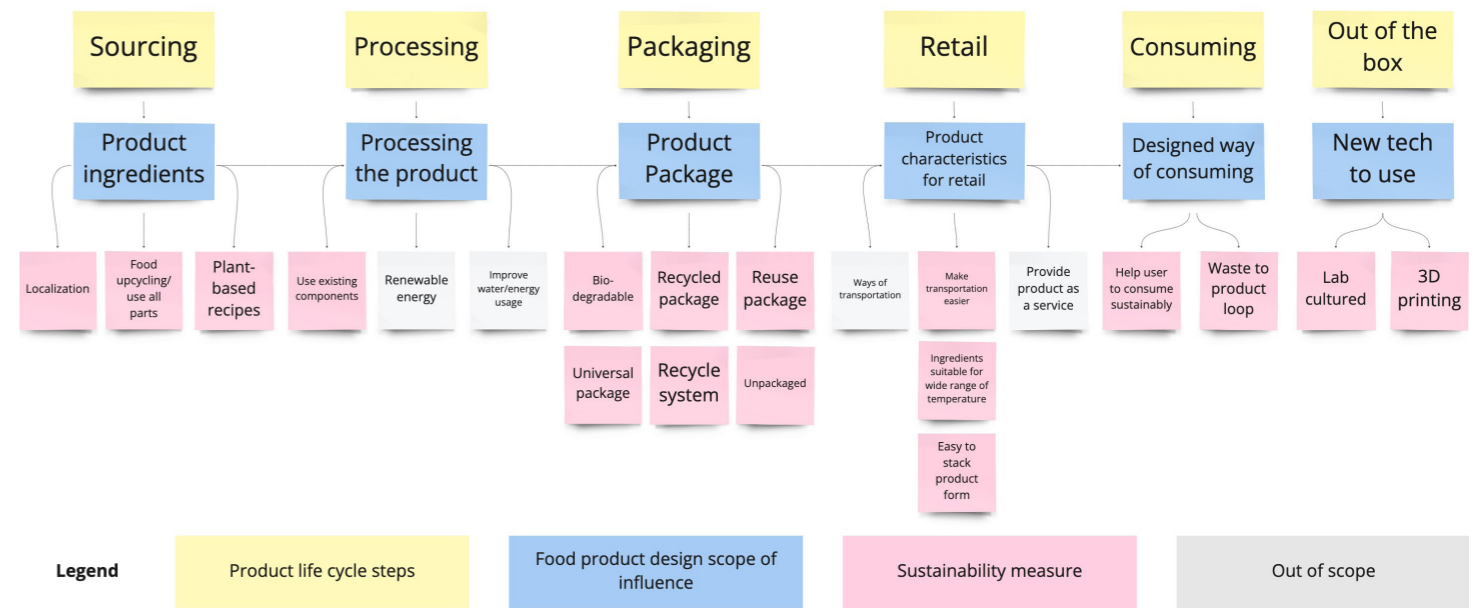 Sourcing
Processing
Packaging
Retail
Consuming
Out of the
box
Product
ingredients
Processing
the product
Product
Package
Product
characteristics
for retail
Designed way
of consuming
New tech
to use
Localization
Food
upcycling/
use all
parts
Plant-
based
recipes
Use existing
components
Renewable
energy
Improve
water/energy
usage
Bio-
degradable
Recycled
package
Reuse
package
Ways of
transportation
Make
transportation
easier
Provide
product as
a service
Help user
to consume
sustainably
Waste to
product
loop
Lab
cultured
3D
printing
Universal
package
Recycle
system
Unpackaged
Ingredients
suitable for
wide range of
temperature
Easy to
stack
product
form
Legend
Product life cycle steps
Food product design scope of
influence
Sustainability measure
Out of scope